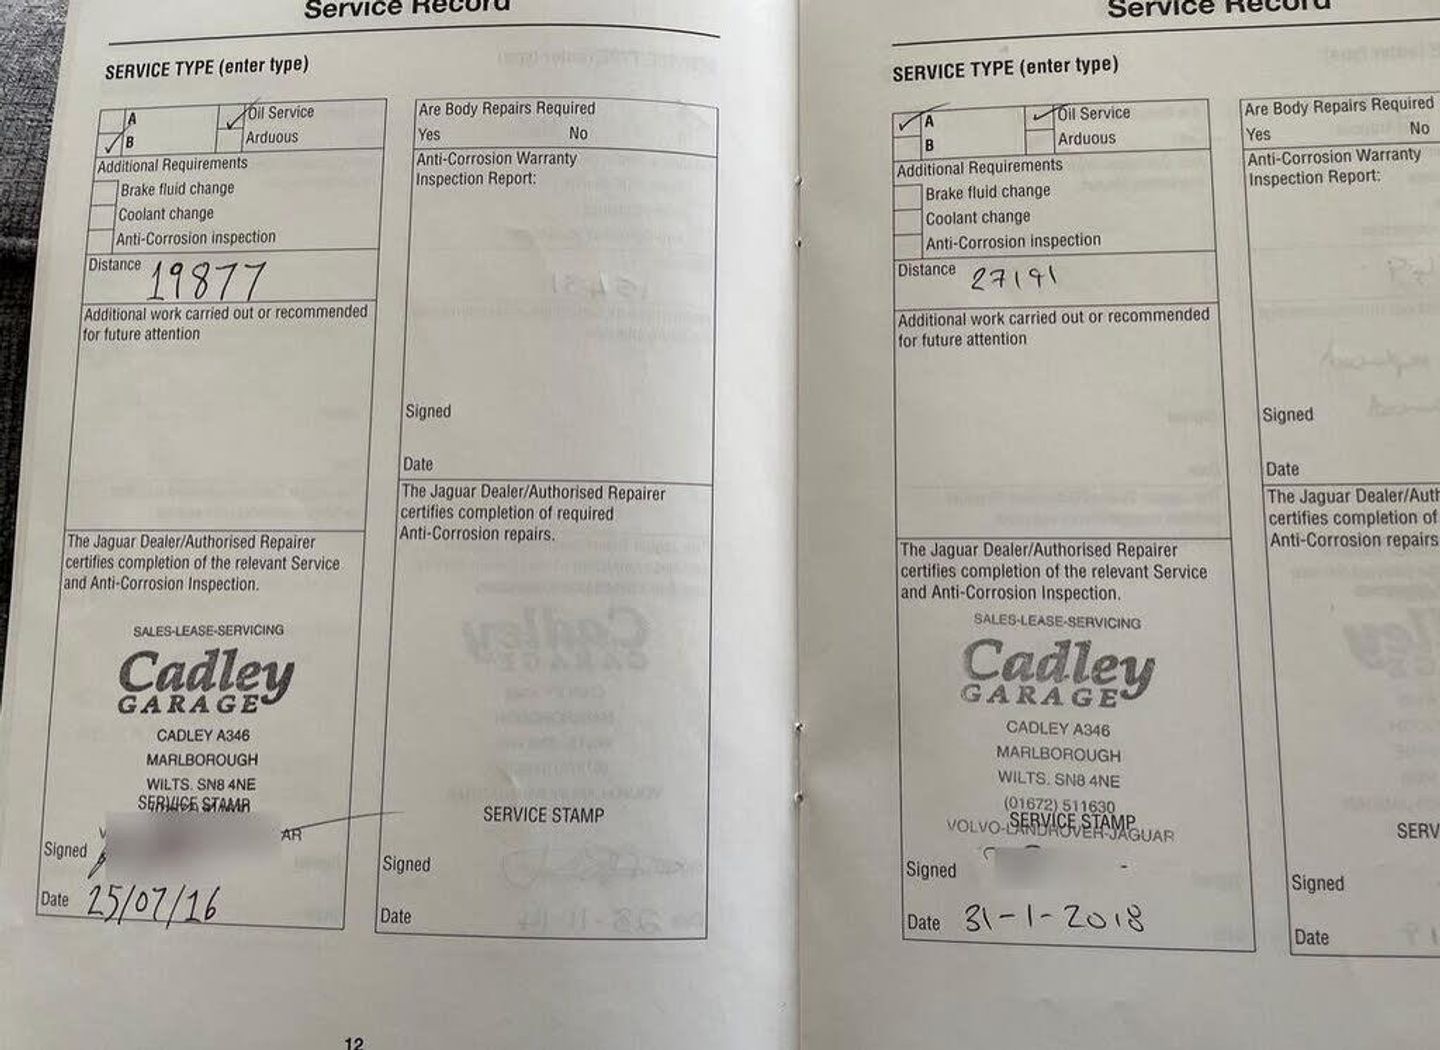 Service Record
SERVICE TYPE (enter type)
A
B
Oil Service
Arduous
Additional Requirements
Brake fluid change
Coolant change
Anti-Corrosion inspection
Distance 19877
Additional work carried out or recommended
for future attention
The Jaguar Dealer/Authorised Repairer
certifies completion of the relevant Service
and Anti-Corrosion Inspection.
SALES-LEASE-SERVICING
Cadley
GARAGE
CADLEY A346
MARLBOROUGH
WILTS. SN8 4NE
SERVICE STAMP
AR
Signed
Date 25/07/16
Are Body Repairs Required
Yes No
Anti-Corrosion Warranty
Inspection Report:
Signed
Date
The Jaguar Dealer/Authorised Repairer
certifies completion of required
Anti-Corrosion repairs.
SERVICE STAMP
Signed
Date
12
Service Record
SERVICE TYPE (enter type)
A
B
Oil Service
Arduous
Additional Requirements
Brake fluid change
Coolant change
Anti-Corrosion inspection
Distance 27191
Additional work carried out or recommended
for future attention
The Jaguar Dealer/Authorised Repairer
certifies completion of the relevant Service
and Anti-Corrosion Inspection.
SALES-LEASE-SERVICING
Cadley
GARAGE
CADLEY A346
MARLBOROUGH
WILTS. SN8 4NE
(01672) 511630
SERVICE STAMP
VOLVO-LANDROVER-JAGUAR
Signed
Date 31-1-2018
Are Body Repairs Required
Yes No
Anti-Corrosion Warranty
Inspection Report:
Signed
Date
The Jaguar Dealer/Auth
certifies completion of
Anti-Corrosion repairs
SERV
Signed
Date